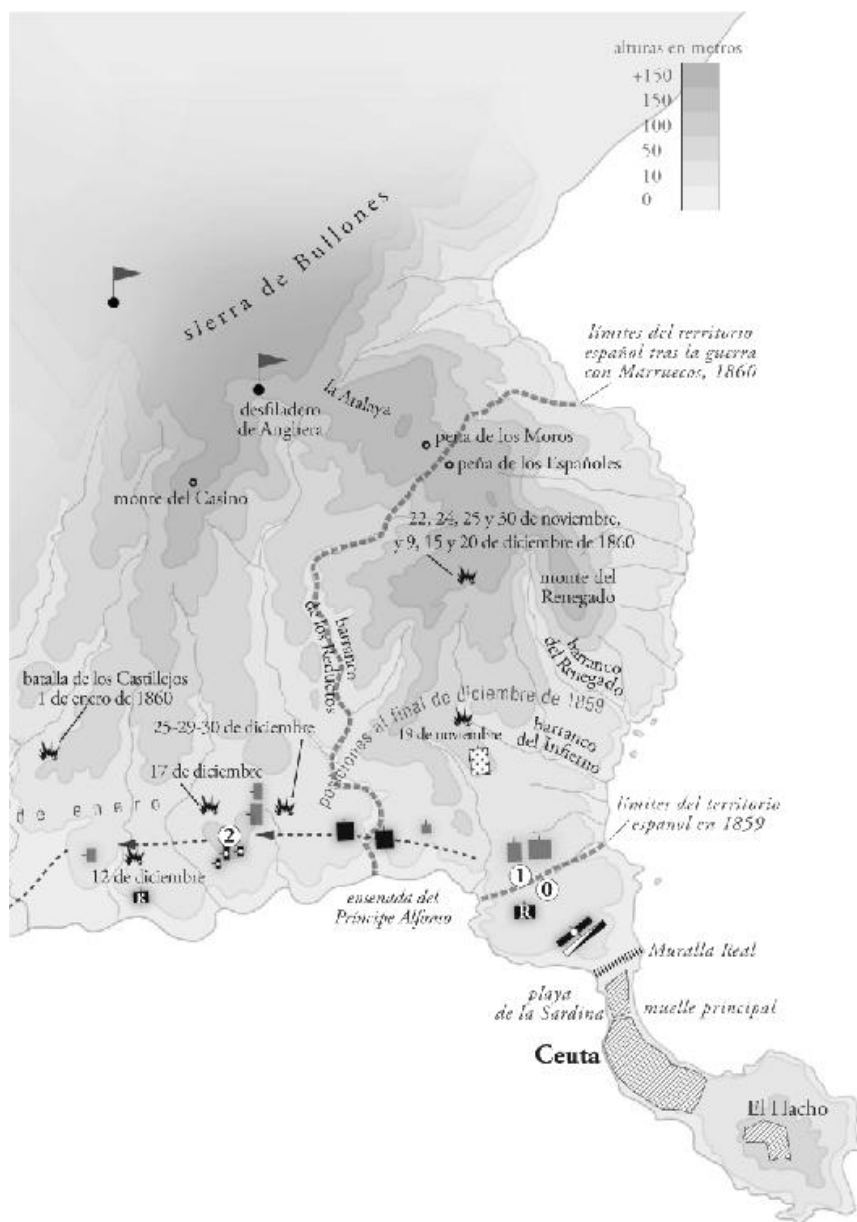 alturas en metros
+150
150
100
50
10
0
sierra de Bullones
límites del territorio
español tras la guerra
con Marruecos, 1860
la Atalaya
desfiladero
de Anghera
peña de los Moros
peña de los Españoles
monte del Casino
22, 24, 25 y 30 de noviembre,
y 9, 15 y 20 de diciembre de 1860
monte del
Renegado
barranco
de los Reductos
barranco
del Renegado
batalla de los Castillejos
1 de enero de 1860
posiciones al final de diciembre de 1859
25-29-30 de diciembre
19 de noviembre
barranco
del Infierno
17 de diciembre
de enero
límites del territorio
español en 1859
2
12 de diciembre
R
1
0
R
ensenada del
Príncipe Alfonso
Muralla Real
playa
de la Sardina
muelle principal
Ceuta
El Hacho